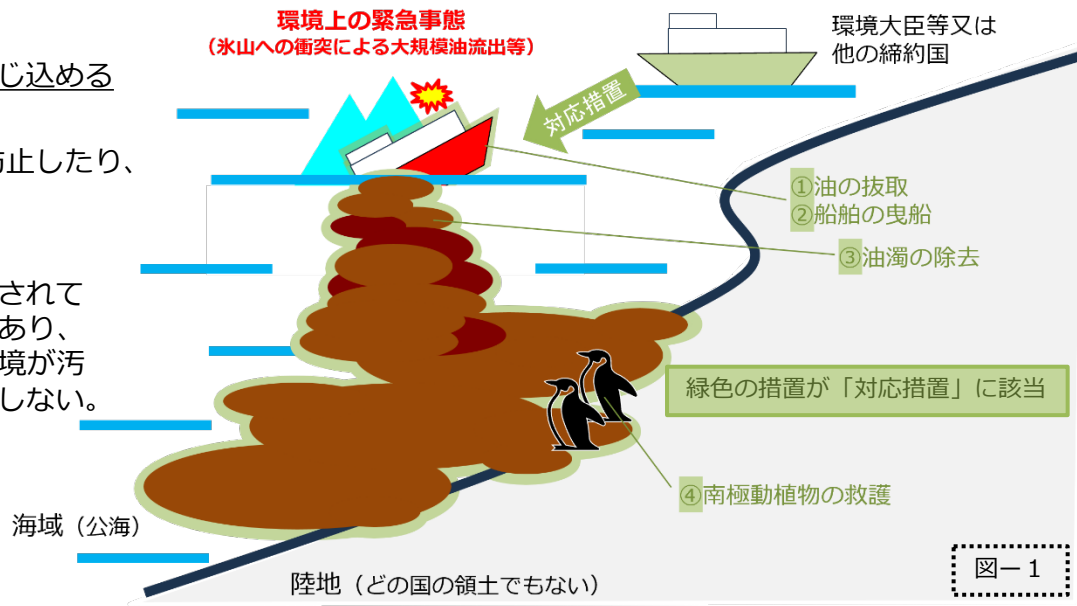 環境上の緊急事態
（氷山への衝突による大規模油流出等）
環境大臣等又は
他の締約国
じ込める
対応措置
防止したり、
①油の抜取
②船舶の曳船
③油濁の除去
されて
あり、
境が汚
しない。
緑色の措置が「対応措置」に該当
④南極動植物の救護
海域（公海）
陸地（どの国の領土でもない）
図－１